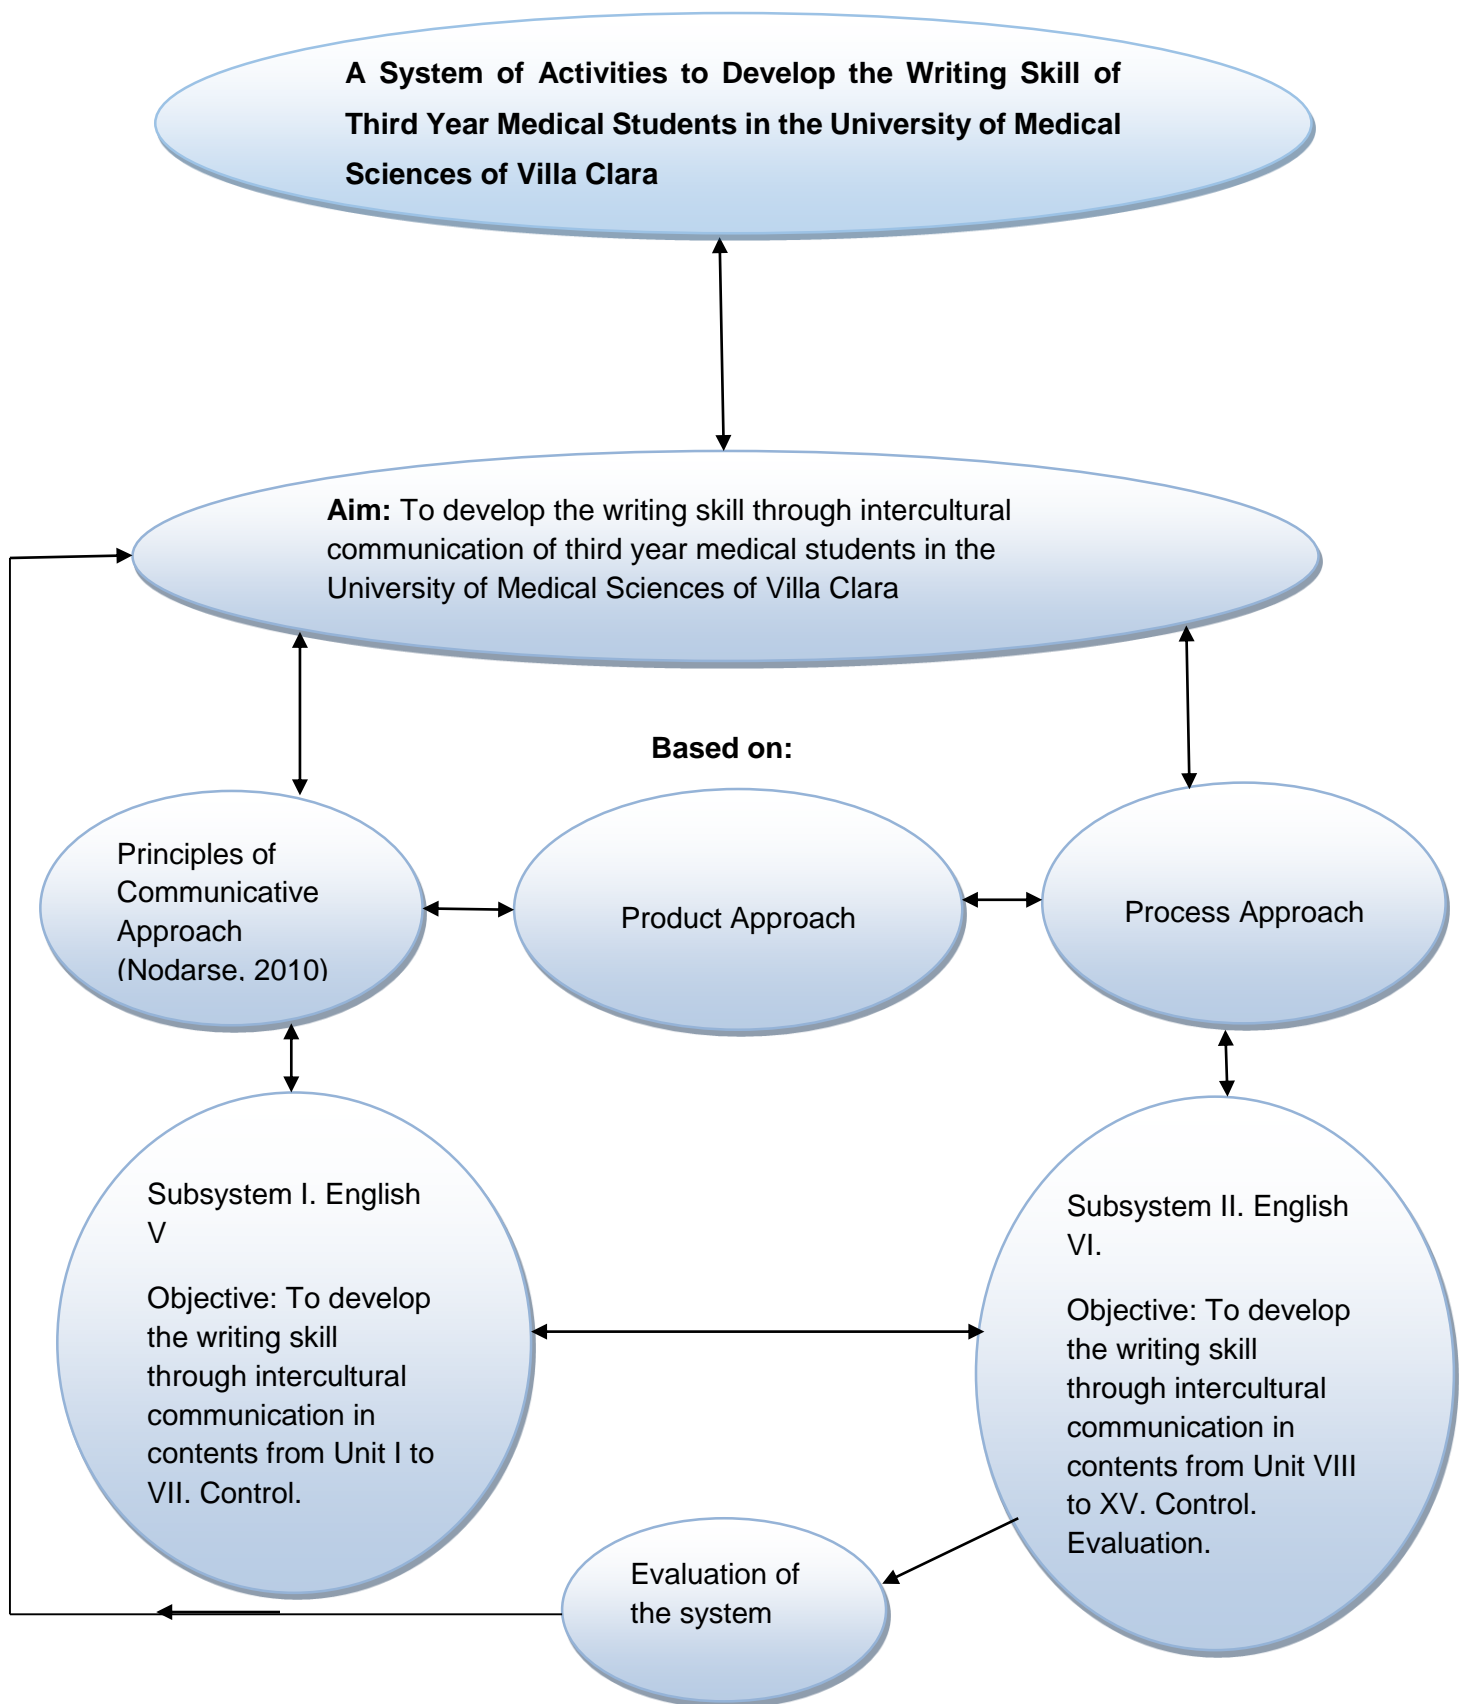 A System of Activities to Develop the Writing Skill of
Third Year Medical Students in the University of Medical
Sciences of Villa Clara
Aim: To develop the writing skill through intercultural
communication of third year medical students in the
University of Medical Sciences of Villa Clara
Based on:
Principles of
Communicative
Approach
(Nodarse, 2010)
Product Approach
Process Approach
Subsystem I. English
V
Objective: To develop
the writing skill
through intercultural
communication in
contents from Unit I to
VII. Control.
Subsystem II. English
VI.
Objective: To develop
the writing skill
through intercultural
communication in
contents from Unit VIII
to XV. Control.
Evaluation.
Evaluation of
the system